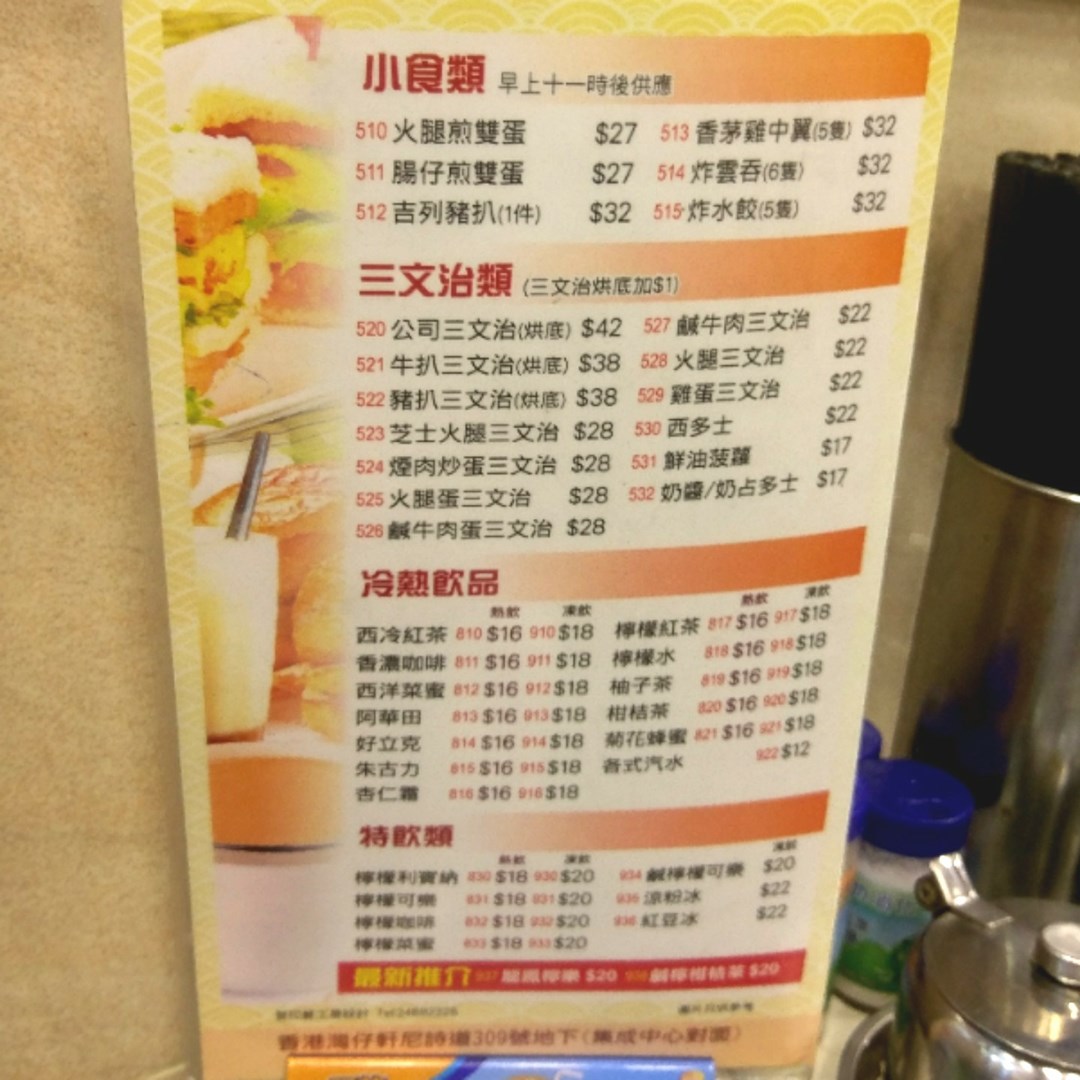 小食類 早上十一時後供應
510 火腿煎雙蛋 $27 513 香茅雞中翼(5隻) $32
511 腸仔煎雙蛋 $27 514 炸雲吞(6隻) $32
512 吉列豬扒(1件) $32 515 炸水餃(5隻) $32
三文治類 (三文治烘底加$1)
520 公司三文治(烘底) $42 527 鹹牛肉三文治 $22
521 牛扒三文治(烘底) $38 528 火腿三文治 $22
522 豬扒三文治(烘底) $38 529 雞蛋三文治 $22
523 芝士火腿三文治 $28 530 西多士 $22
524 煙肉炒蛋三文治 $28 531 鮮油菠蘿 $17
525 火腿蛋三文治 $28 532 奶醬/奶占多士 $17
526 鹹牛肉蛋三文治 $28
冷熱飲品
熱飲 凍飲 熱飲 凍飲
西冷紅茶 810 $16 910 $18 檸檬紅茶 817 $16 917 $18
香濃咖啡 811 $16 911 $18 檸檬水 818 $16 918 $18
西洋菜蜜 812 $16 912 $18 柚子茶 819 $16 919 $18
阿華田 813 $16 913 $18 柑桔茶 820 $16 920 $18
好立克 814 $16 914 $18 菊花蜂蜜 821 $16 921 $18
朱古力 815 $16 915 $18 各式汽水 922 $12
杏仁霜 816 $16 916 $18
特飲類
熱飲 凍飲 凍飲
檸檬利賓納 830 $18 930 $20 934 鹹檸檬可樂 $20
檸檬可樂 831 $18 931 $20 935 涼粉冰 $22
檸檬咖啡 832 $18 932 $20 936 紅豆冰 $22
檸檬菜蜜 833 $18 933 $20
最新推介 937 龍鳳檸樂 $20 938 鹹檸柑桔茶 $20
圖片只供參考
香港灣仔軒尼詩道309號地下(集成中心對面)